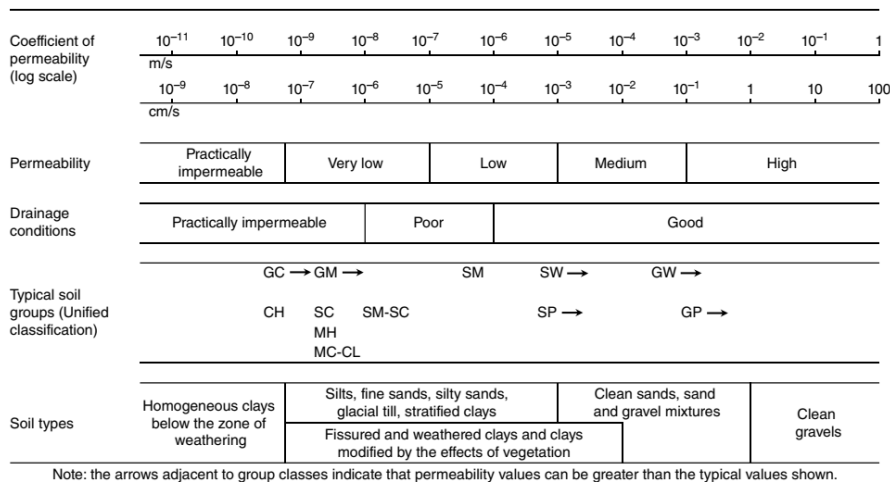 Coefficient of
permeability
(log scale)
10⁻¹¹ 10⁻¹⁰ 10⁻⁹ 10⁻⁸ 10⁻⁷ 10⁻⁶ 10⁻⁵ 10⁻⁴ 10⁻³ 10⁻² 10⁻¹ 1
m/s
10⁻⁹ 10⁻⁸ 10⁻⁷ 10⁻⁶ 10⁻⁵ 10⁻⁴ 10⁻³ 10⁻² 10⁻¹ 1 10 100
cm/s
Permeability
Practically
impermeable
Very low
Low
Medium
High
Drainage
conditions
Practically impermeable
Poor
Good
Typical soil
groups (Unified
classification)
GC → GM → SM SW → GW →
CH SC SM-SC SP → GP →
MH
MC-CL
Soil types
Homogeneous clays
below the zone of
weathering
Silts, fine sands, silty sands,
glacial till, stratified clays
Fissured and weathered clays and clays
modified by the effects of vegetation
Clean sands, sand
and gravel mixtures
Clean
gravels
Note: the arrows adjacent to group classes indicate that permeability values can be greater than the typical values shown.